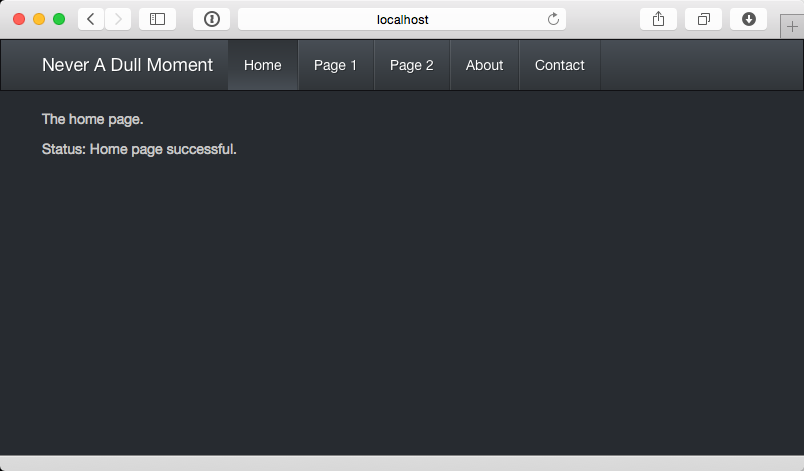 localhost
Never A Dull Moment Home Page 1 Page 2 About Contact
The home page.
Status: Home page successful.